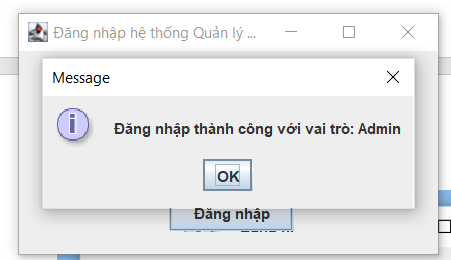 Đăng nhập hệ thống Quản lý ...
Message
Đăng nhập thành công với vai trò: Admin
OK
Đăng nhập